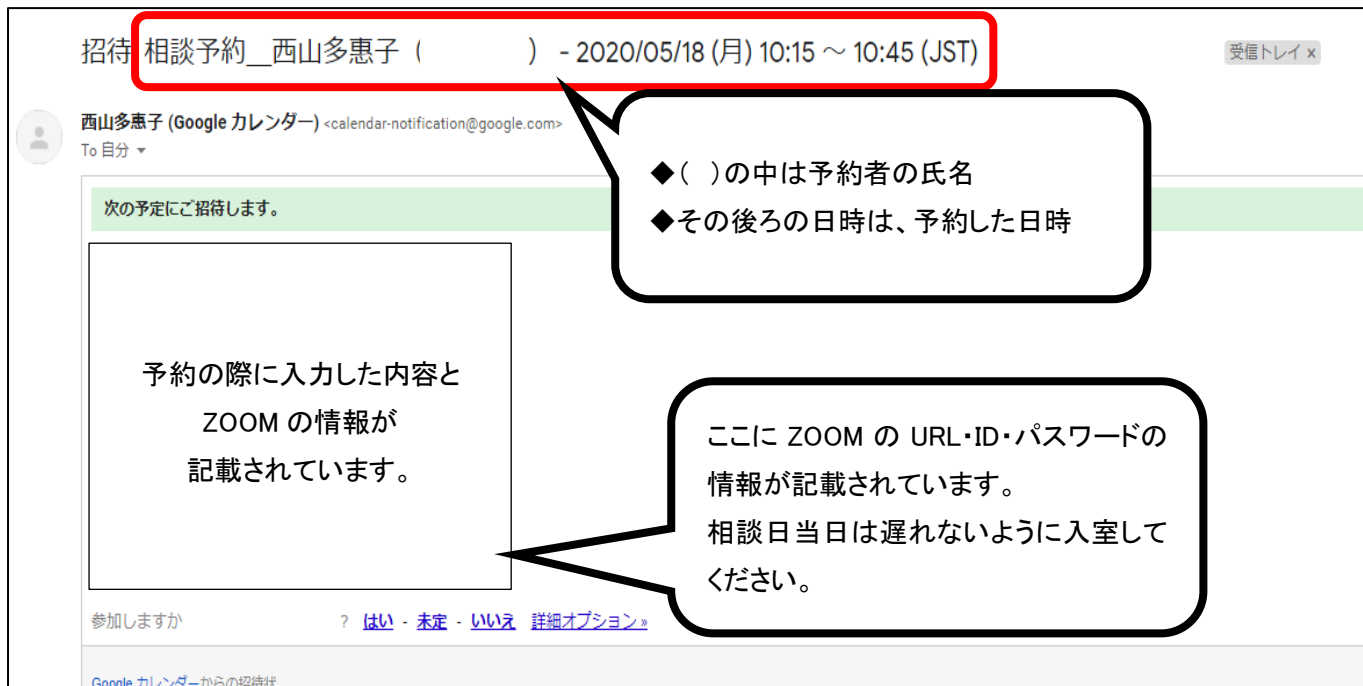 招待 相談予約__西山多惠子（　　　　）　- 2020/05/18 (月) 10:15 ～ 10:45 (JST)
受信トレイ x
西山多惠子 (Google カレンダー) <calendar-notification@google.com>
To 自分
◆(　)の中は予約者の氏名
◆その後ろの日時は、予約した日時
次の予定にご招待します。
予約の際に入力した内容と
ZOOM の情報が
記載されています。
ここに ZOOM の URL・ID・パスワードの
情報が記載されています。
相談日当日は遅れないように入室して
ください。
参加しますか　　　　? はい - 未定 - いいえ 詳細オプション »
Google カレンダーからの招待状